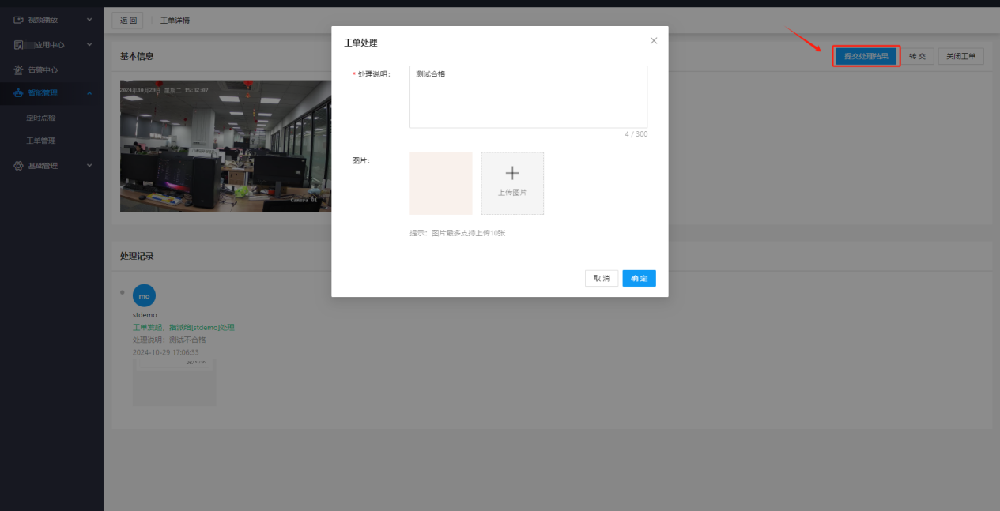 视频播放
返 回
工单详情
应用中心
告警中心
智能管理
定时点检
工单管理
基础管理
基本信息
提交处理结果
转 交
关闭工单
2024年10月29日 星期二 15:32:07
Camera 01
工单处理
* 处理说明:
测试合格
4 / 300
图片:
上传图片
提示: 图片最多支持上传10张
取 消
确 定
处理记录
mo
stdemo
工单发起, 指派给[stdemo]处理
处理说明: 测试不合格
2024-10-29 17:06:33